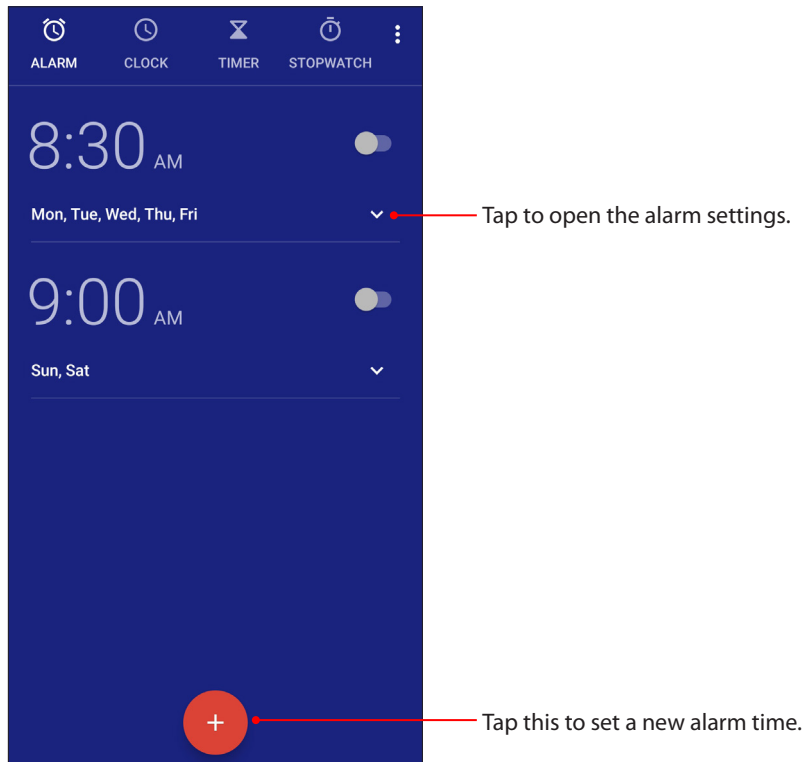 ALARM CLOCK TIMER STOPWATCH
8:30 AM
Mon, Tue, Wed, Thu, Fri
Tap to open the alarm settings.
9:00 AM
Sun, Sat
+
Tap this to set a new alarm time.